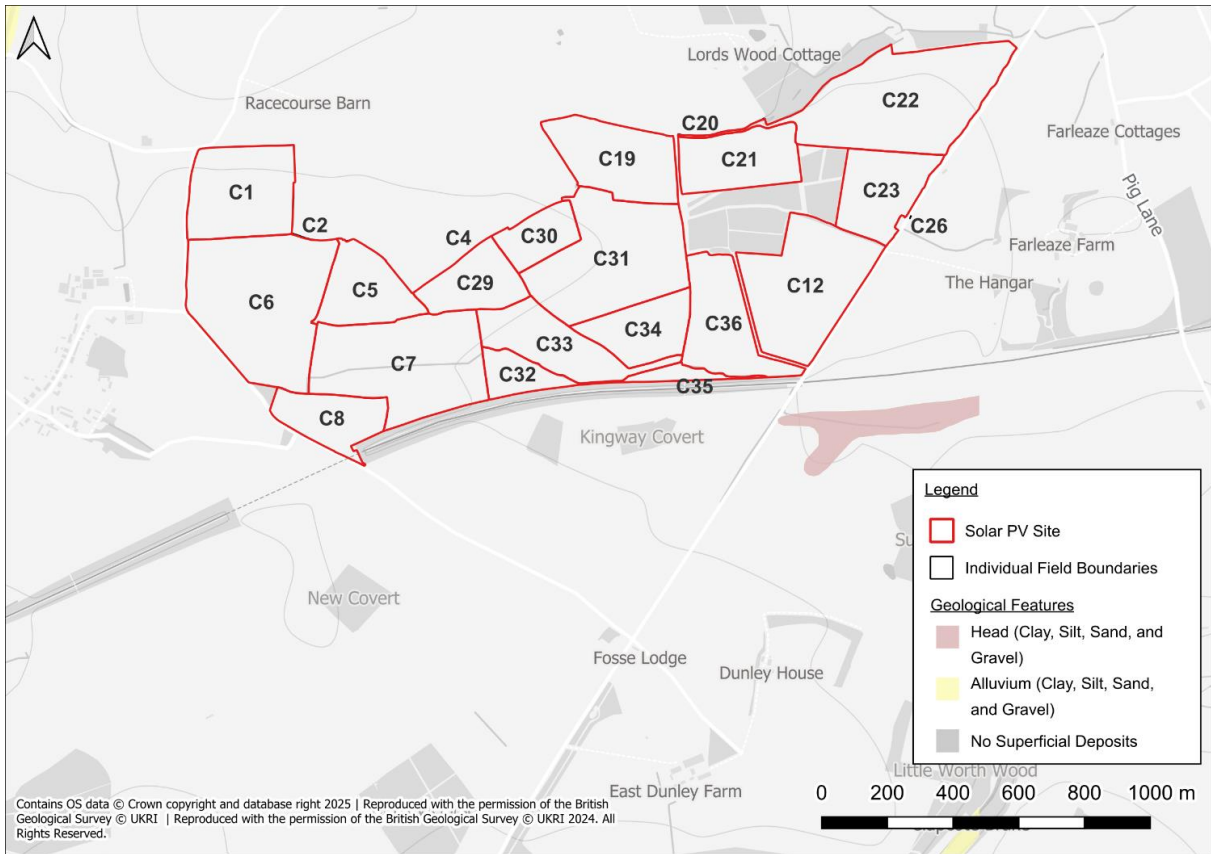 Lords Wood Cottage
Racecourse Barn
C22
C20
Farleaze Cottages
C19
C21
Pig Lane
C1
C23
C2
C26
C4
C30
Farleaze Farm
C31
C29
The Hangar
C5
C12
C6
C36
C34
C33
C7
C32
C35
C8
Kingway Covert
Legend
Solar PV Site
Individual Field Boundaries
Geological Features
Head (Clay, Silt, Sand, and
Gravel)
Alluvium (Clay, Silt, Sand,
and Gravel)
No Superficial Deposits
New Covert
Fosse Lodge
Dunley House
Little Worth Wood
East Dunley Farm
0 200 400 600 800 1000 m
Contains OS data © Crown copyright and database right 2025 | Reproduced with the permission of the British
Geological Survey © UKRI | Reproduced with the permission of the British Geological Survey © UKRI 2024. All
Rights Reserved.